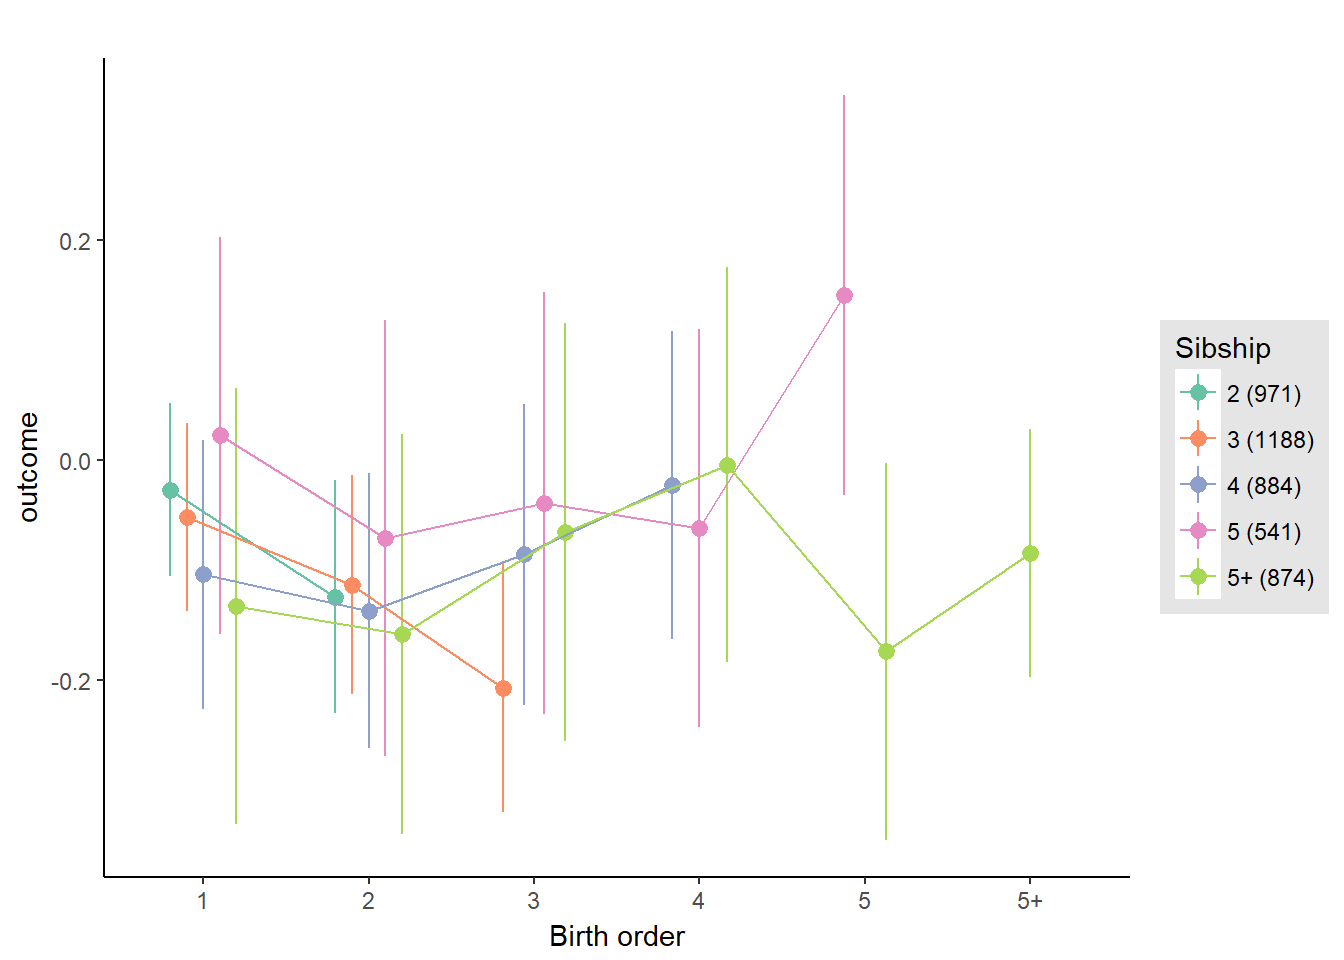 outcome
0.2
0.0
-0.2
1 2 3 4 5 5+
Birth order
Sibship
2 (971)
3 (1188)
4 (884)
5 (541)
5+ (874)